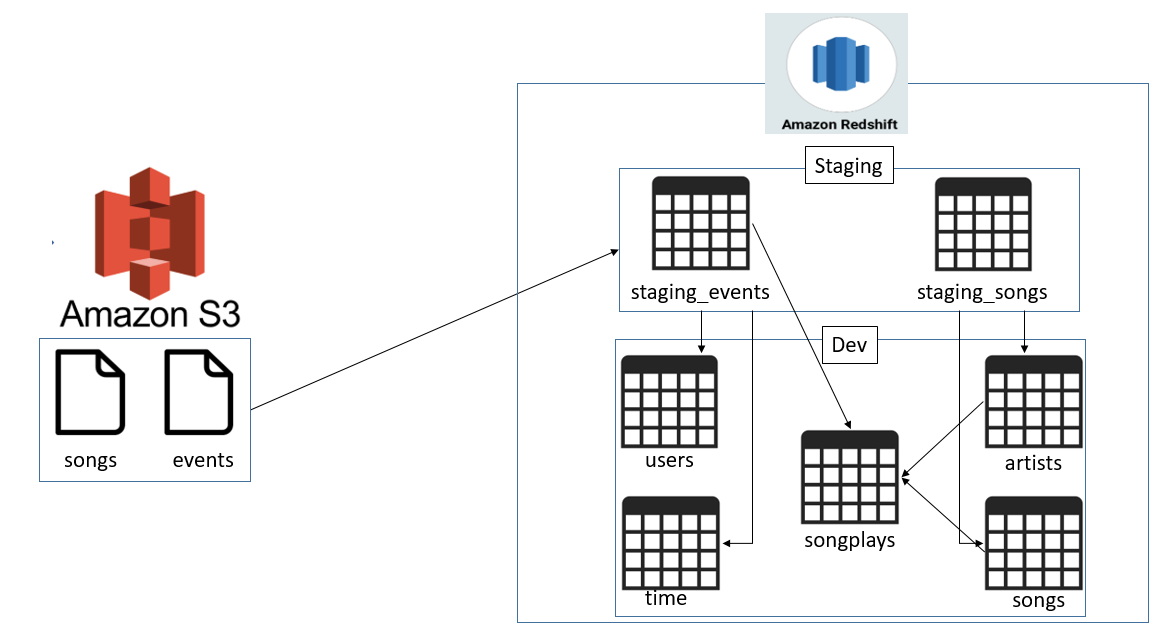 Amazon Redshift
Staging
staging_events
staging_songs
Amazon S3
Dev
songs
events
users
artists
songplays
time
songs